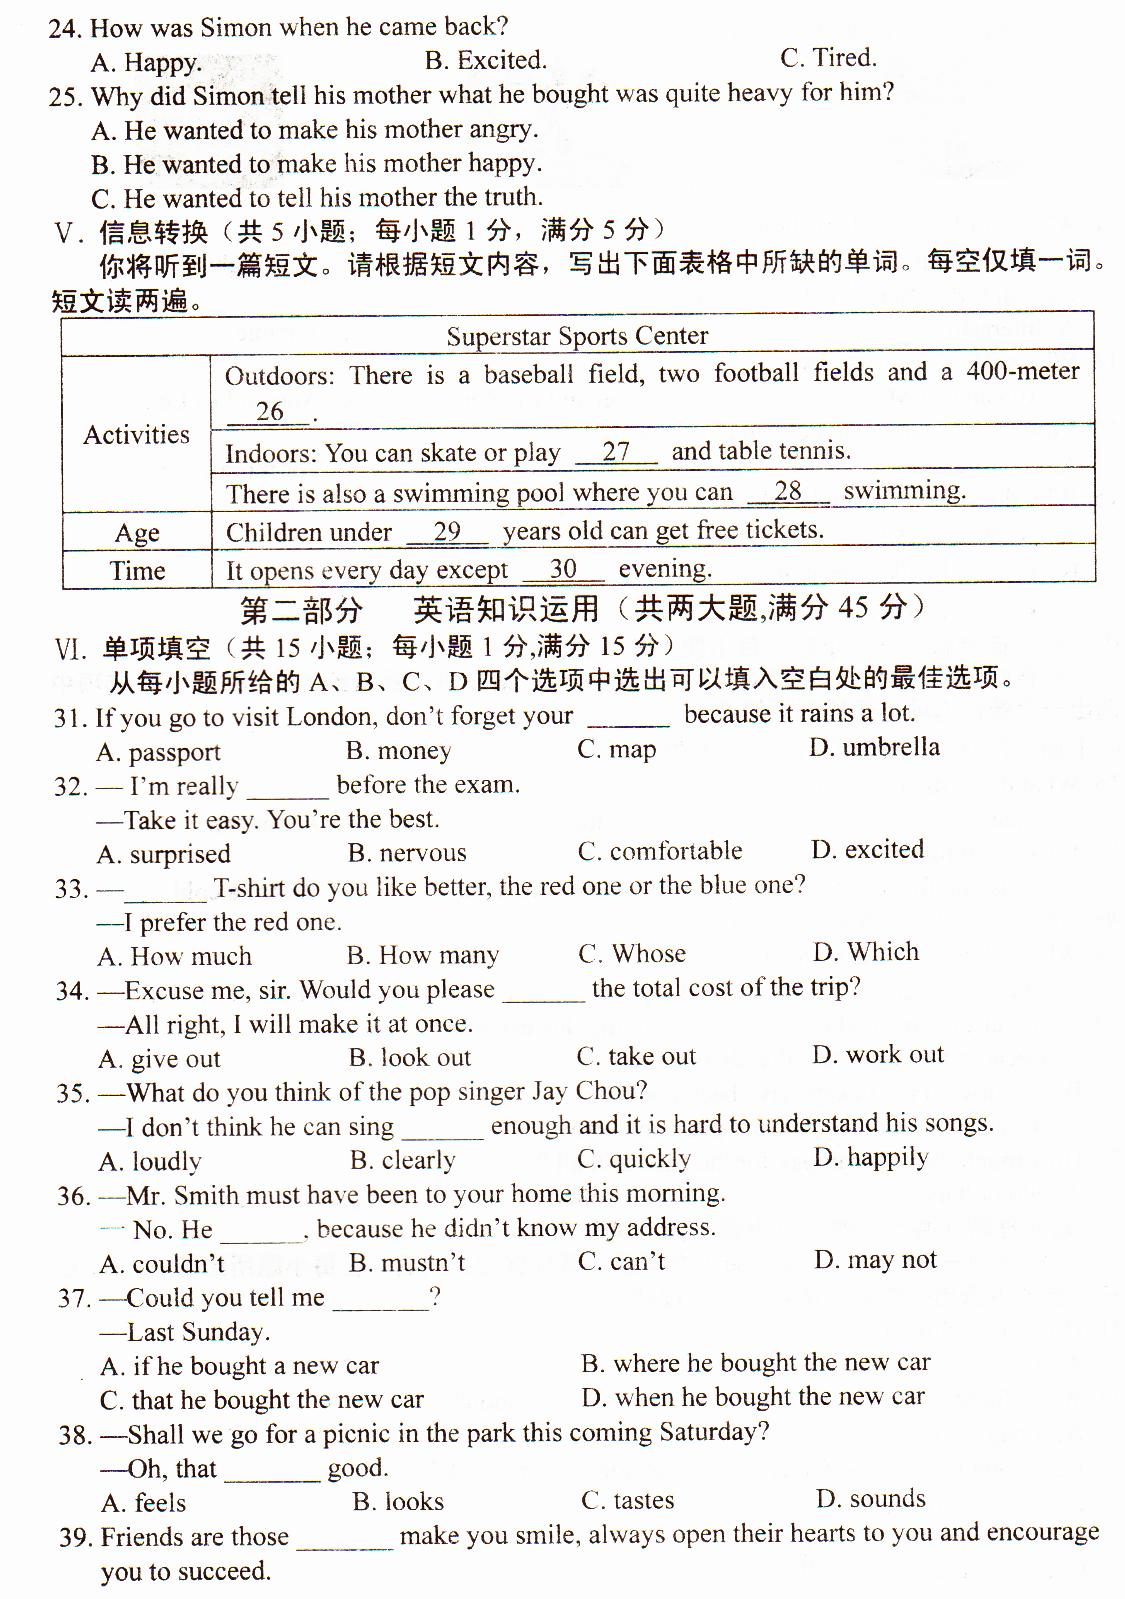 24. How was Simon when he came back?
A. Happy. B. Excited. C. Tired.
25. Why did Simon tell his mother what he bought was quite heavy for him?
A. He wanted to make his mother angry.
B. He wanted to make his mother happy.
C. He wanted to tell his mother the truth.
Ⅴ. 信息转换（共 5 小题；每小题 1 分，满分 5 分）
你将听到一篇短文。请根据短文内容，写出下面表格中所缺的单词。每空仅填一词。
短文读两遍。
Superstar Sports Center
Activities
Outdoors: There is a baseball field, two football fields and a 400-meter
__26__.
Indoors: You can skate or play __27__ and table tennis.
There is also a swimming pool where you can __28__ swimming.
Age Children under __29__ years old can get free tickets.
Time It opens every day except __30__ evening.
第二部分 英语知识运用（共两大题,满分 45 分）
Ⅵ. 单项填空（共 15 小题；每小题 1 分,满分 15 分）
从每小题所给的 A、B、C、D 四个选项中选出可以填入空白处的最佳选项。
31. If you go to visit London, don't forget your ______ because it rains a lot.
A. passport B. money C. map D. umbrella
32. — I'm really ______ before the exam.
—Take it easy. You're the best.
A. surprised B. nervous C. comfortable D. excited
33. —______ T-shirt do you like better, the red one or the blue one?
—I prefer the red one.
A. How much B. How many C. Whose D. Which
34. —Excuse me, sir. Would you please ______ the total cost of the trip?
—All right, I will make it at once.
A. give out B. look out C. take out D. work out
35. —What do you think of the pop singer Jay Chou?
—I don't think he can sing ______ enough and it is hard to understand his songs.
A. loudly B. clearly C. quickly D. happily
36. —Mr. Smith must have been to your home this morning.
— No. He ______, because he didn't know my address.
A. couldn't B. mustn't C. can't D. may not
37. —Could you tell me _______?
—Last Sunday.
A. if he bought a new car B. where he bought the new car
C. that he bought the new car D. when he bought the new car
38. —Shall we go for a picnic in the park this coming Saturday?
—Oh, that _______ good.
A. feels B. looks C. tastes D. sounds
39. Friends are those _______ make you smile, always open their hearts to you and encourage
you to succeed.